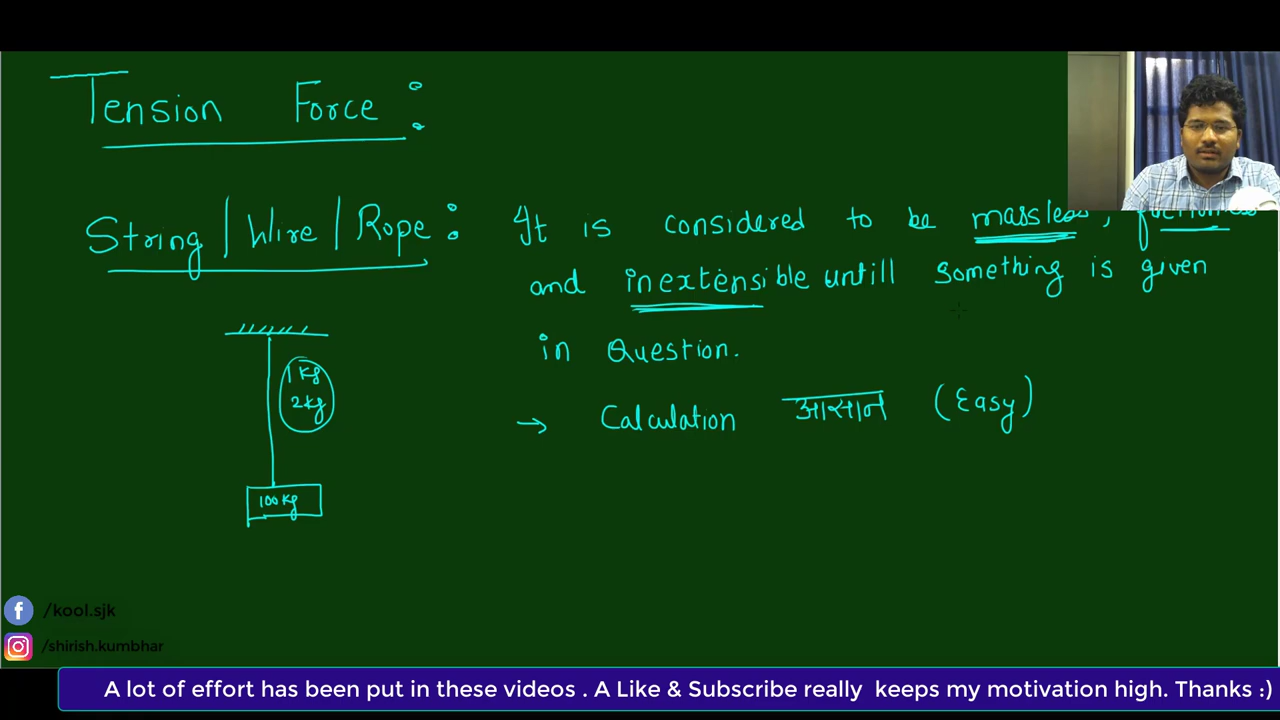 Tension Force :
String / Wire / Rope : It is considered to be massless, frictionless
and inextensible untill something is given
in Question.
1 Kg
2 kg
→ Calculation आसान (Easy)
100 kg
/kool.sjk
/shirish.kumbhar
A lot of effort has been put in these videos . A Like & Subscribe really keeps my motivation high. Thanks :)